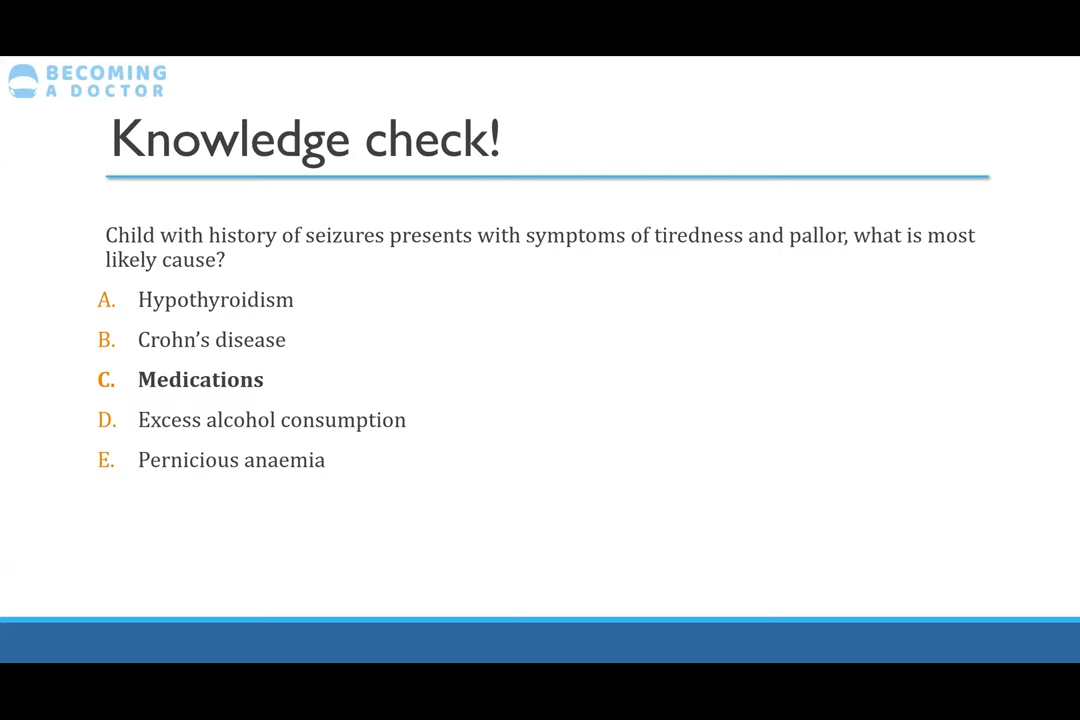 BECOMING
A DOCTOR
Knowledge check!
Child with history of seizures presents with symptoms of tiredness and pallor, what is most
likely cause?
A. Hypothyroidism
B. Crohn’s disease
C. Medications
D. Excess alcohol consumption
E. Pernicious anaemia